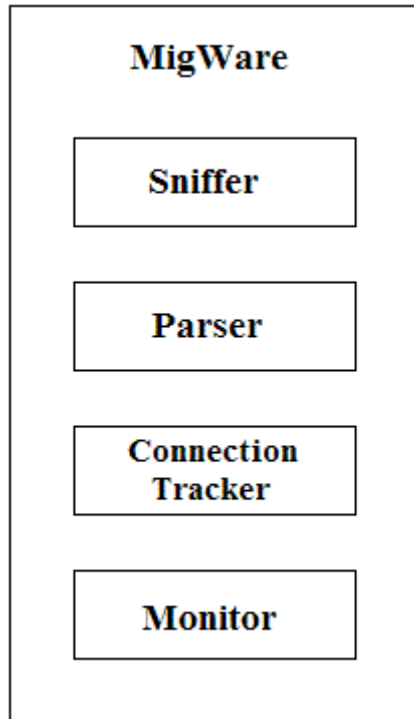 MigWare
Sniffer
Parser
Connection
Tracker
Monitor